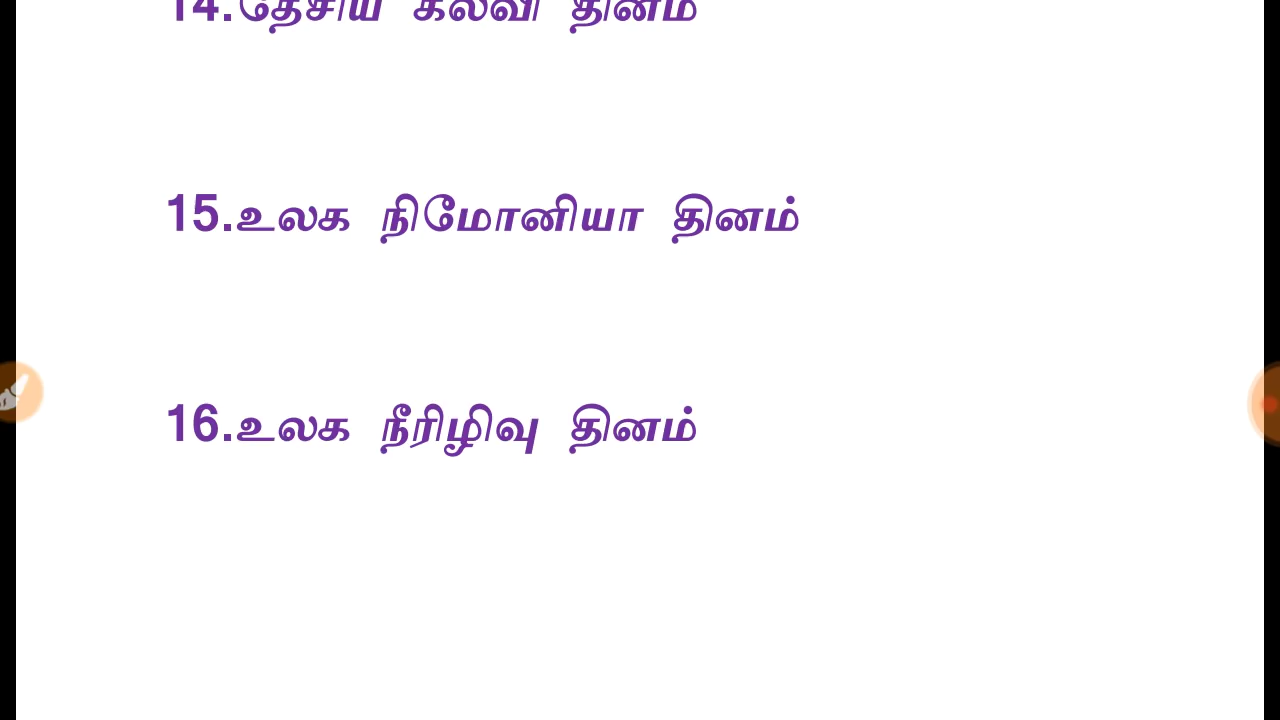 14.தேசிய கல்வி தினம்
15.உலக நிமோனியா தினம்
16.உலக நீரிழிவு தினம்